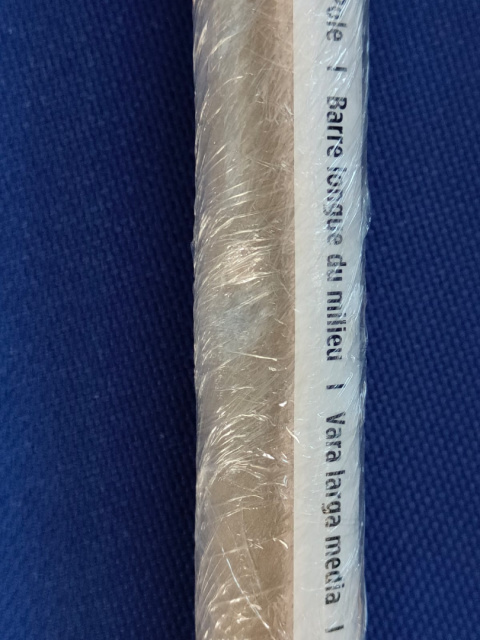 ole | Barre longue du milieu | Vara larga media |